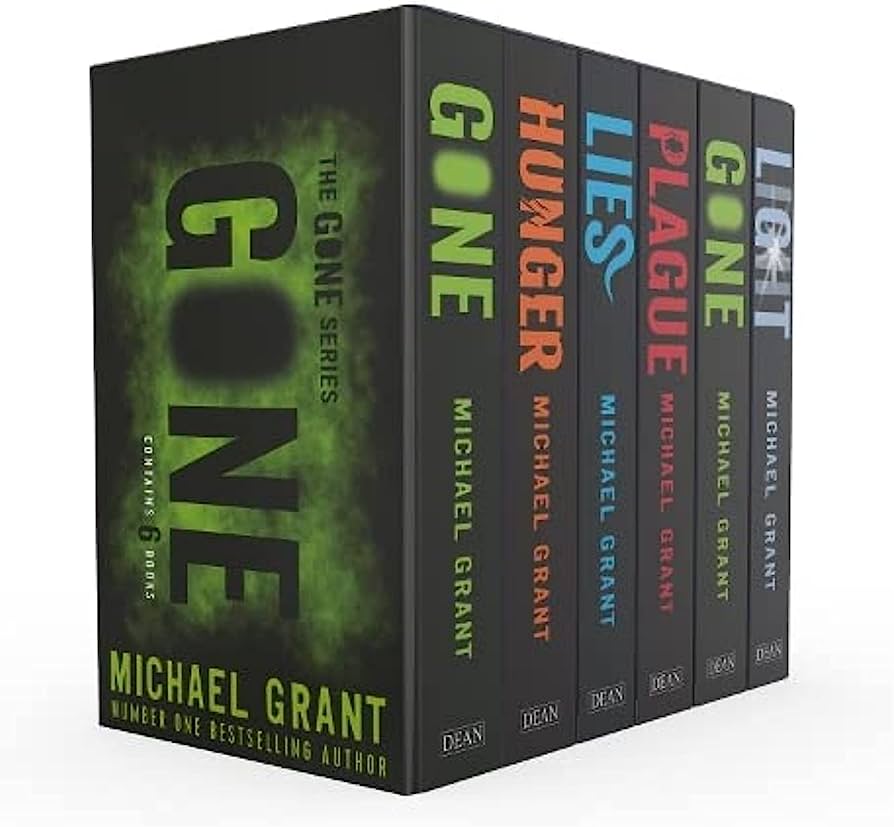 THE GONE SERIES
GONE
CONTAINS 6 BOOKS
MICHAEL GRANT
NUMBER ONE BESTSELLING AUTHOR
GONE
MICHAEL GRANT
DEAN
HUNGER
MICHAEL GRANT
DEAN
LIES
MICHAEL GRANT
DEAN
PLAGUE
MICHAEL GRANT
DEAN
GONE
MICHAEL GRANT
DEAN
LIGHT
MICHAEL GRANT
DEAN